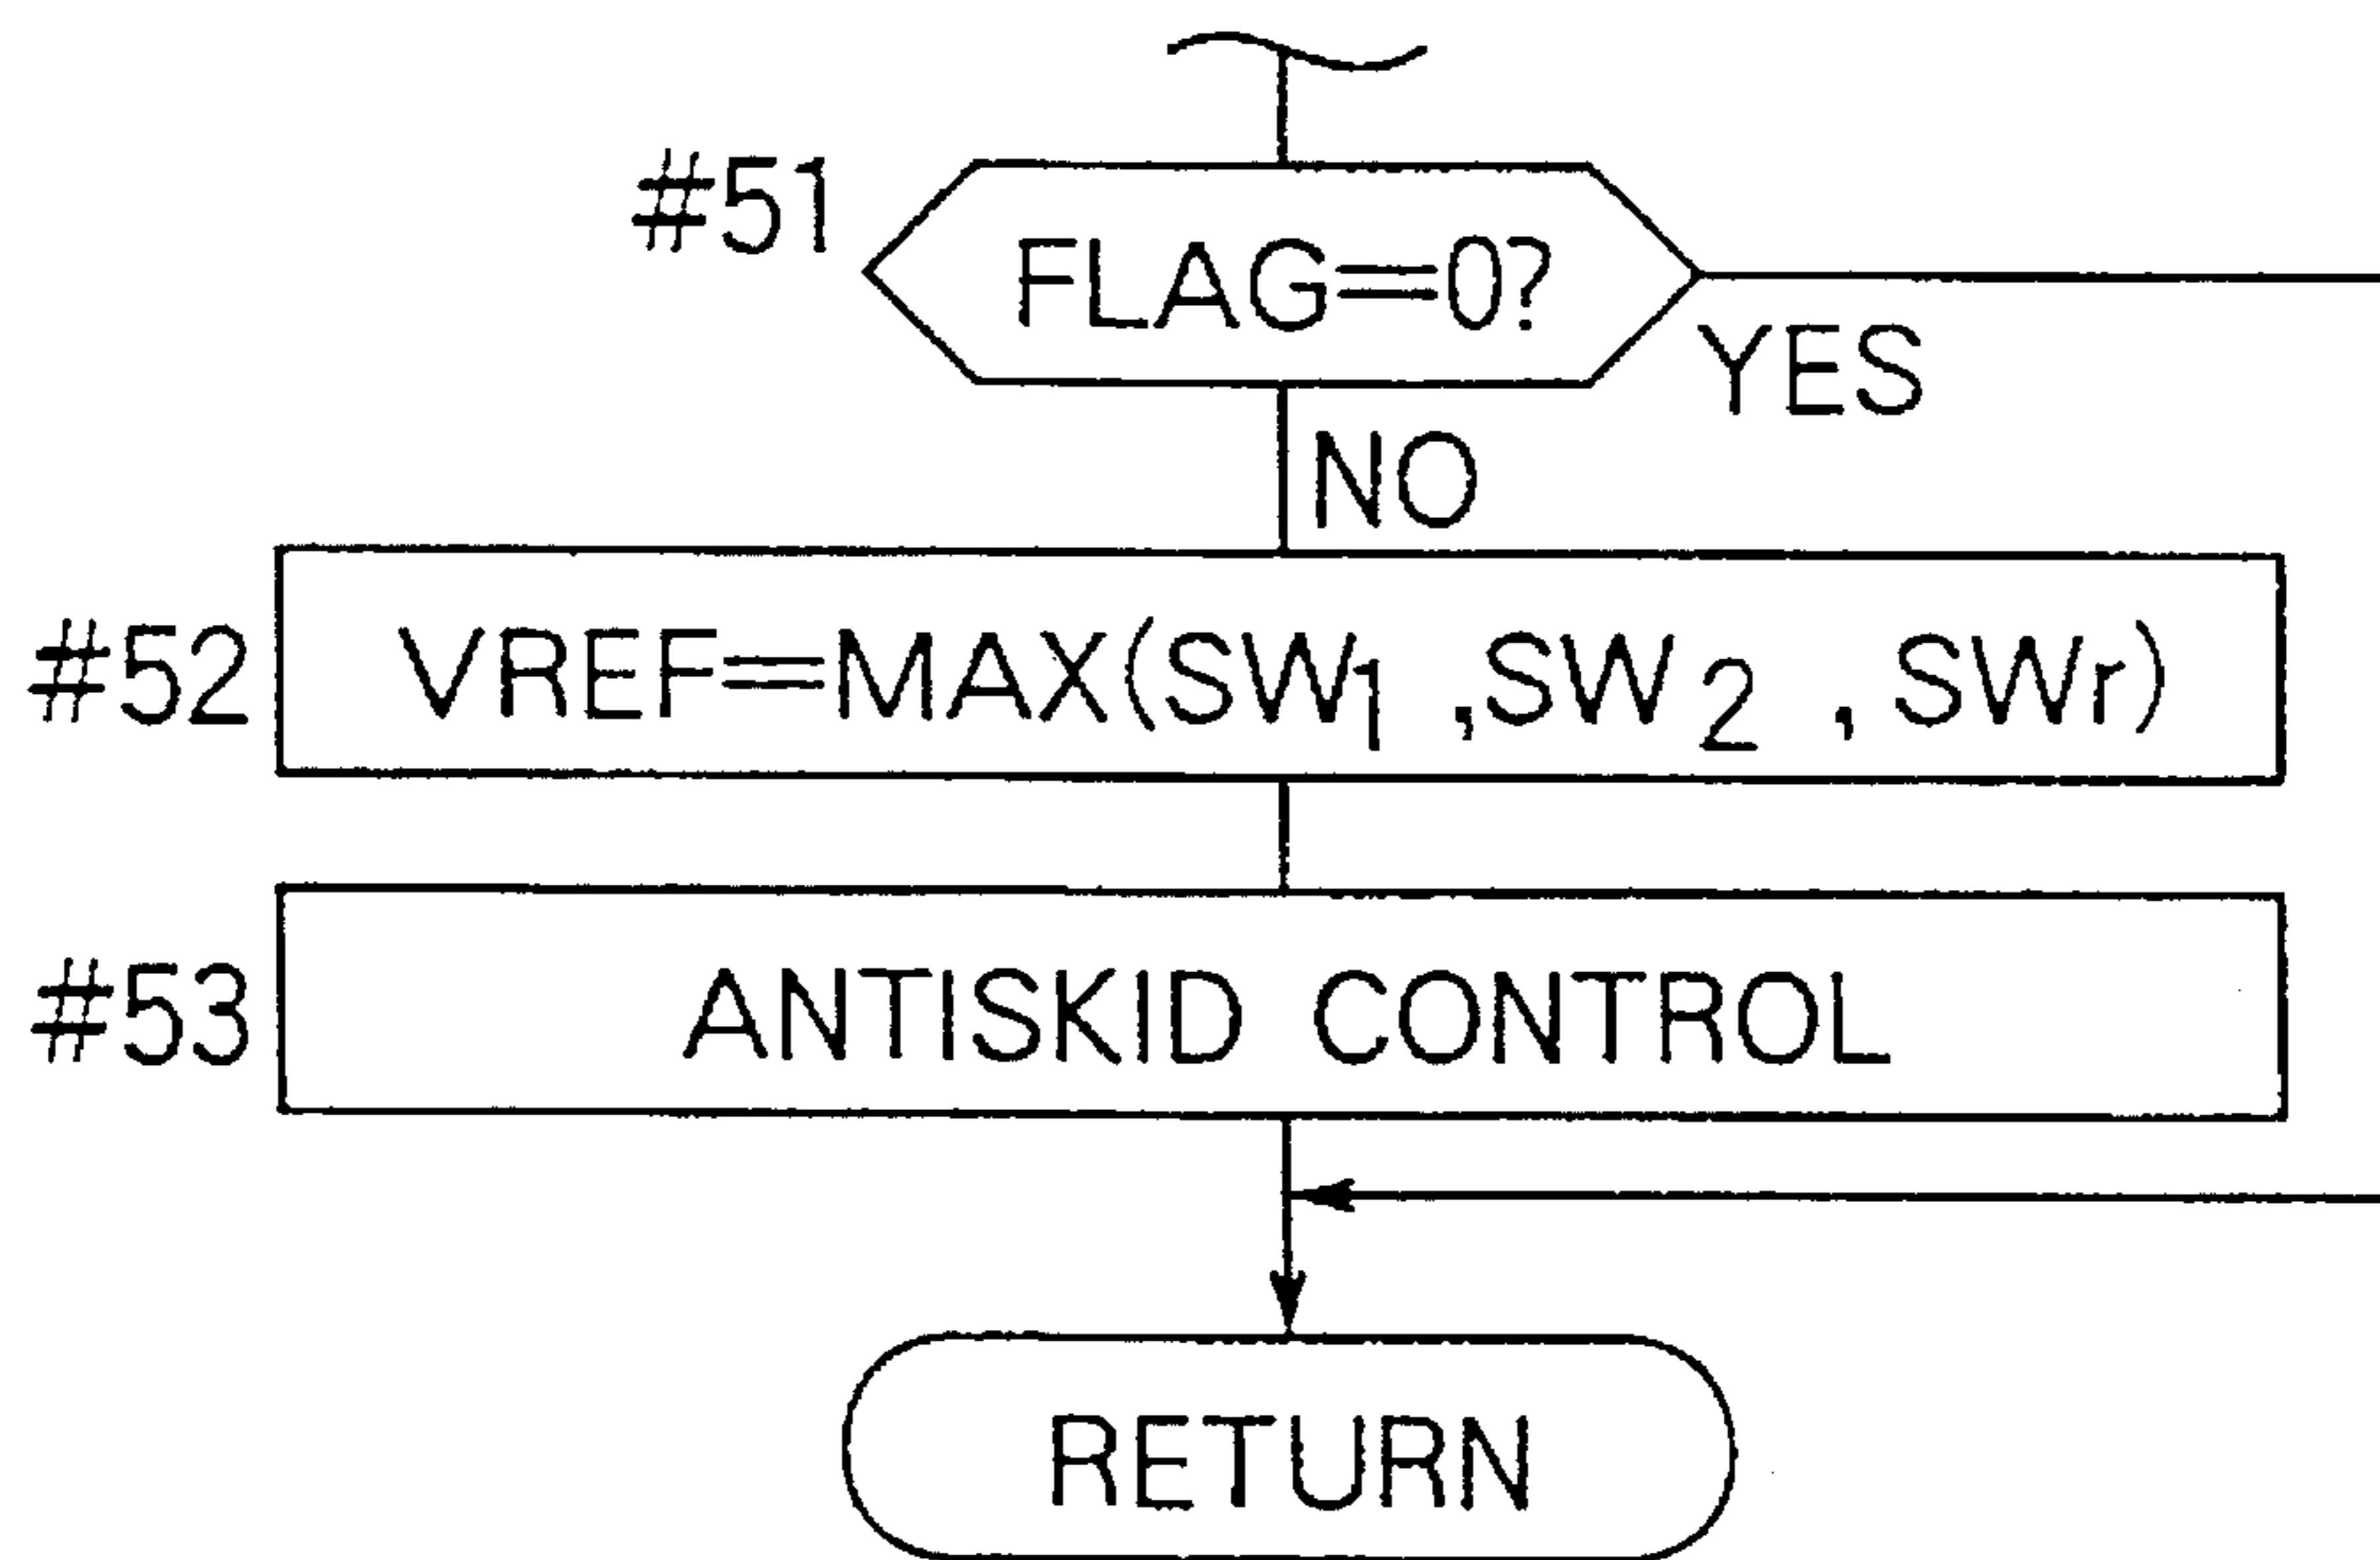 #51
FLAG=0?
YES
NO
#52
VREF=MAX(SW1 ,SW2 ,SWr)
#53
ANTISKID CONTROL
RETURN